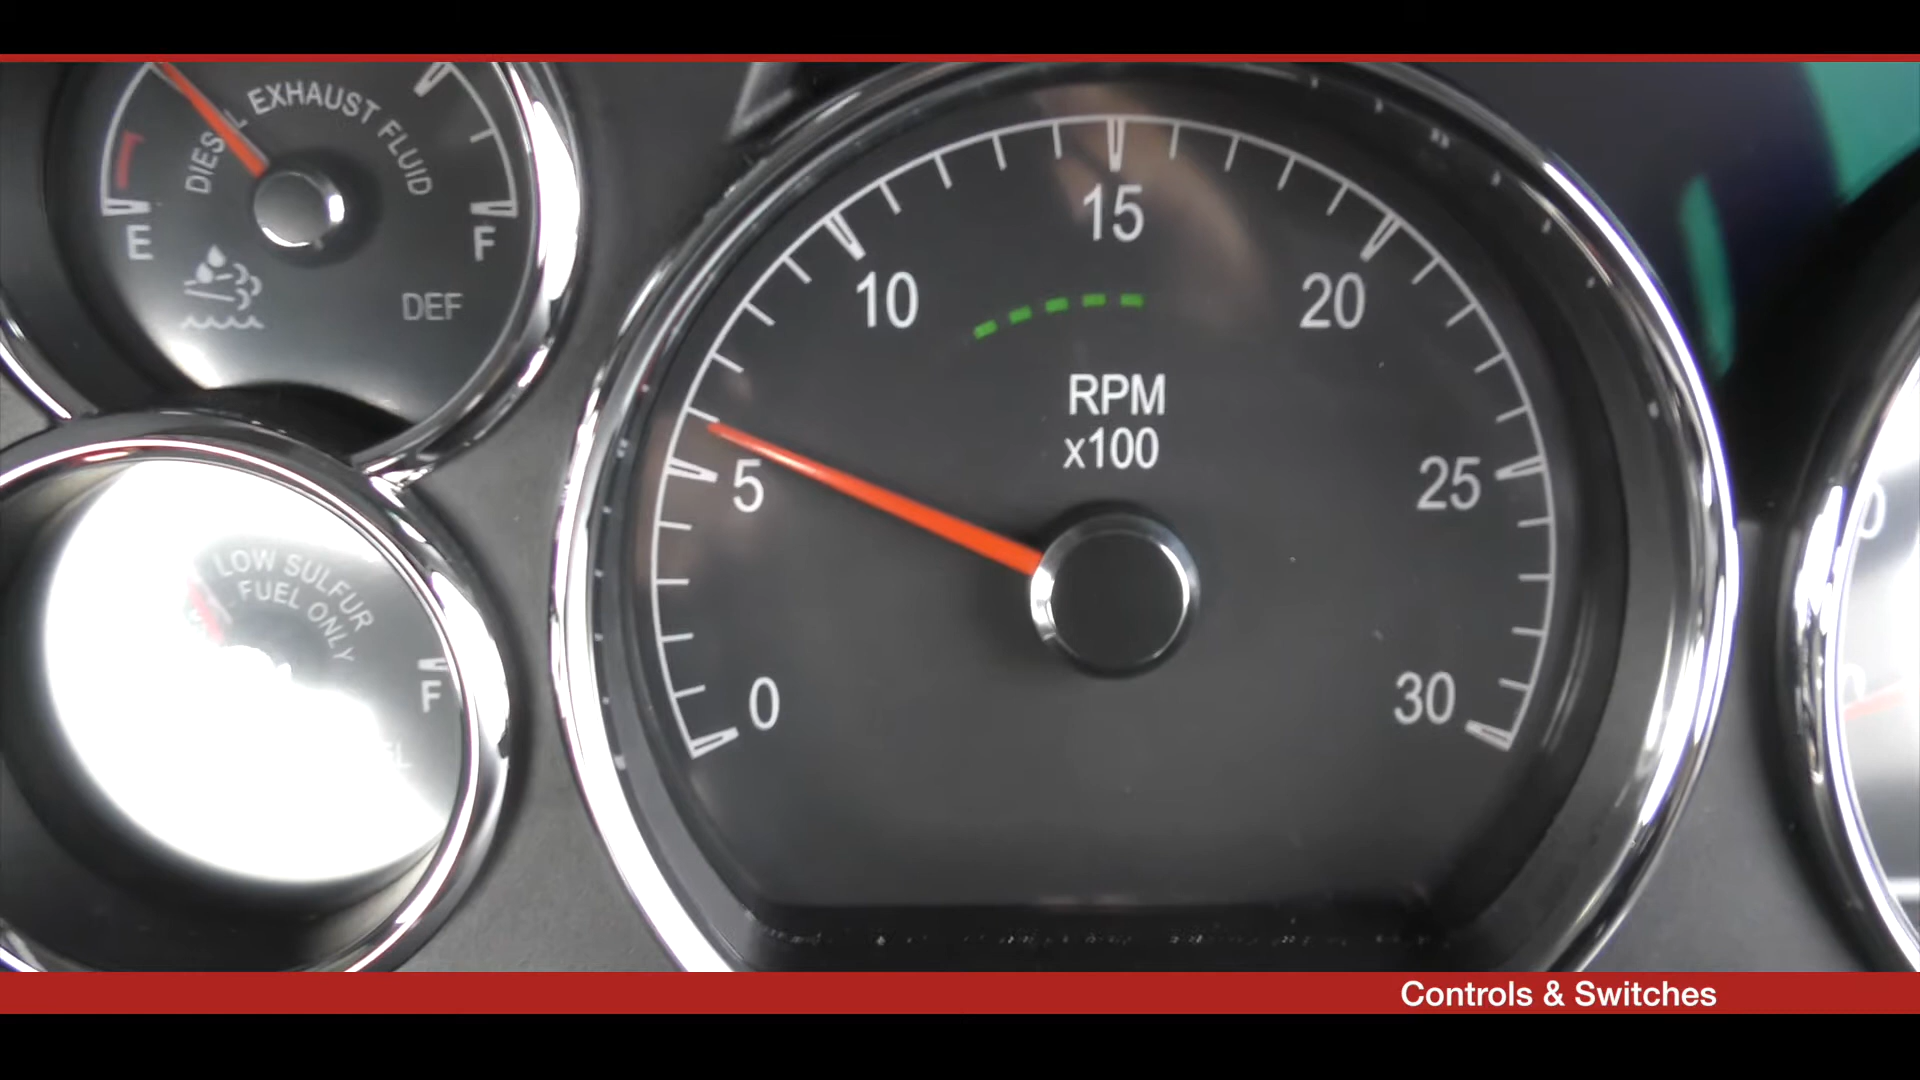 DIESEL EXHAUST FLUID
E
F
DEF
LOW SULFUR
FUEL ONLY
F
0
5
10
15
20
25
30
RPM
x100
Controls & Switches